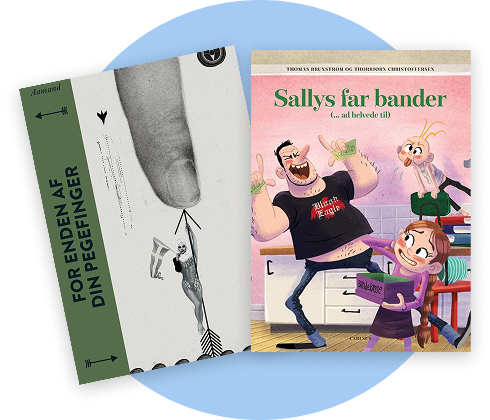 Aamand
FOR ENDEN AF
DIN PEGEFINGER
THOMAS BRUNSTRØM OG THORBJØRN CHRISTOFFERSEN
Sallys far bander
(... ad helvede til)
CARLSEN